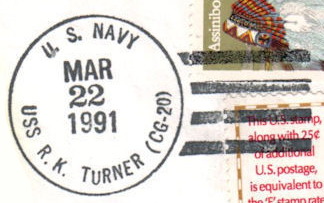 U. S. NAVY
MAR
22
1991
USS R. K. TURNER (CG-20)
Assinibo
This U.S. stamp,
along with 25¢
of additional
U.S. postage,
is equivalent to
the 'F' stamp rate